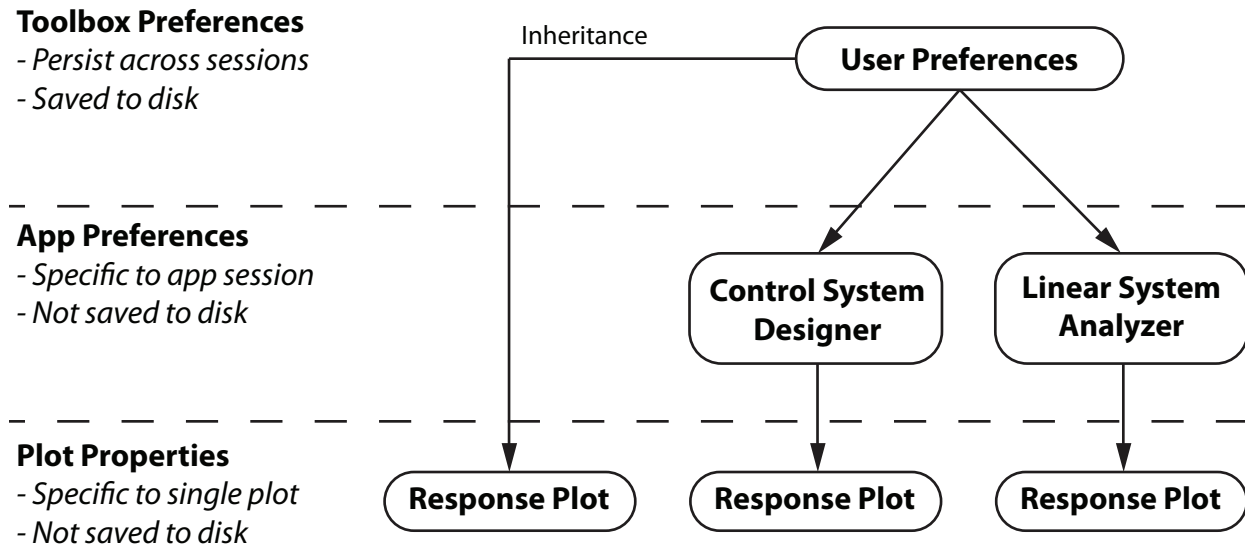 Toolbox Preferences
- Persist across sessions
- Saved to disk
Inheritance
User Preferences
App Preferences
- Specific to app session
- Not saved to disk
Control System
Designer
Linear System
Analyzer
Plot Properties
- Specific to single plot
- Not saved to disk
Response Plot
Response Plot
Response Plot